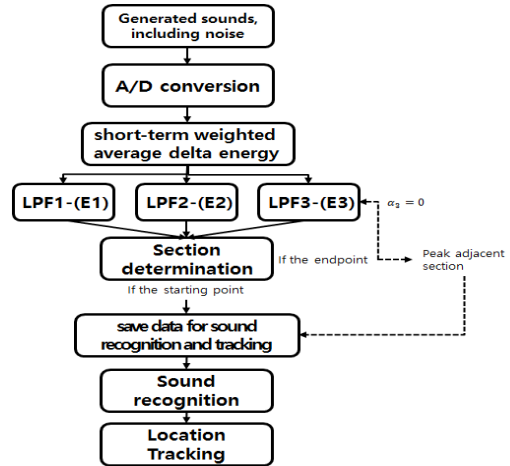 Generated sounds,
including noise
A/D conversion
short-term weighted
average delta energy
LPF1-(E1)
LPF2-(E2)
LPF3-(E3)
α₃ = 0
Section
determination
If the endpoint
Peak adjacent
section
If the starting point
save data for sound
recognition and tracking
Sound
recognition
Location
Tracking